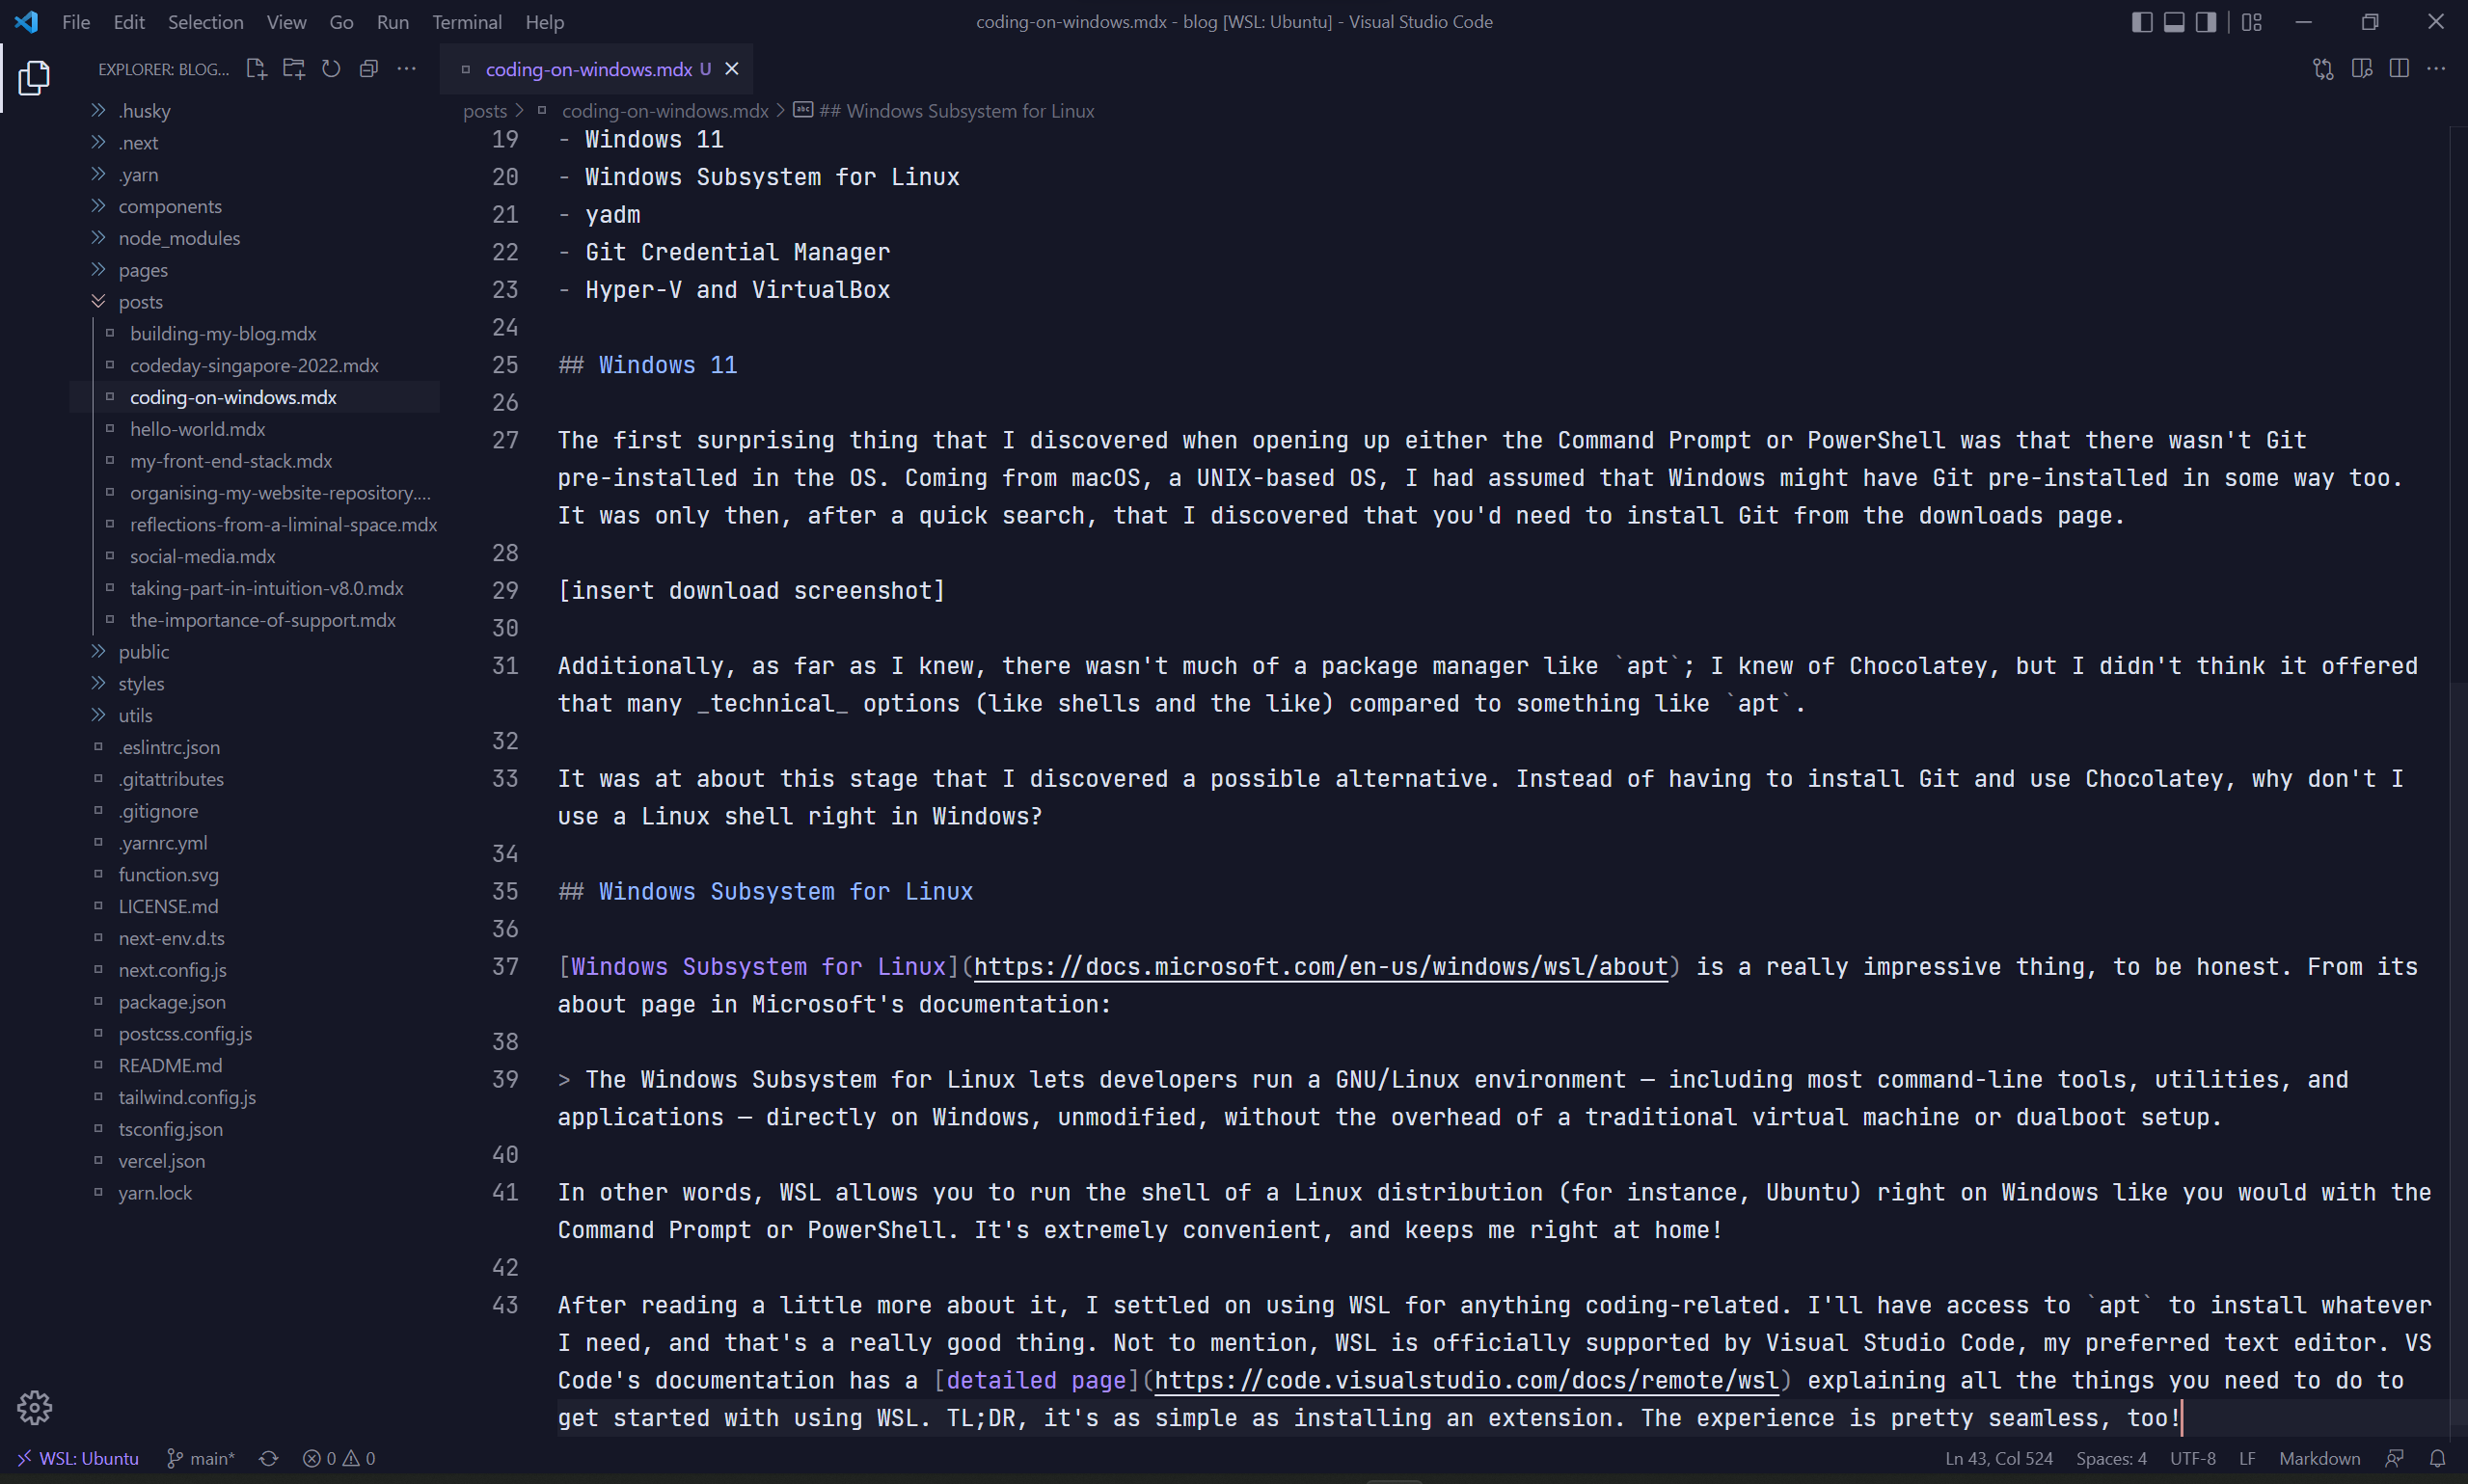 File Edit Selection View Go Run Terminal Help
coding-on-windows.mdx - blog [WSL: Ubuntu] - Visual Studio Code
EXPLORER: BLOG...
.husky
.next
.yarn
components
node_modules
pages
posts
building-my-blog.mdx
codeday-singapore-2022.mdx
coding-on-windows.mdx
hello-world.mdx
my-front-end-stack.mdx
organising-my-website-repository....
reflections-from-a-liminal-space.mdx
social-media.mdx
taking-part-in-intuition-v8.0.mdx
the-importance-of-support.mdx
public
styles
utils
.eslintrc.json
.gitattributes
.gitignore
.yarnrc.yml
function.svg
LICENSE.md
next-env.d.ts
next.config.js
package.json
postcss.config.js
README.md
tailwind.config.js
tsconfig.json
vercel.json
yarn.lock
coding-on-windows.mdx U
posts > coding-on-windows.mdx > abc ## Windows Subsystem for Linux
19 - Windows 11
20 - Windows Subsystem for Linux
21 - yadm
22 - Git Credential Manager
23 - Hyper-V and VirtualBox
24
25 ## Windows 11
26
27 The first surprising thing that I discovered when opening up either the Command Prompt or PowerShell was that there wasn't Git
pre-installed in the OS. Coming from macOS, a UNIX-based OS, I had assumed that Windows might have Git pre-installed in some way too.
It was only then, after a quick search, that I discovered that you'd need to install Git from the downloads page.
28
29 [insert download screenshot]
30
31 Additionally, as far as I knew, there wasn't much of a package manager like `apt`; I knew of Chocolatey, but I didn't think it offered
that many _technical_ options (like shells and the like) compared to something like `apt`.
32
33 It was at about this stage that I discovered a possible alternative. Instead of having to install Git and use Chocolatey, why don't I
use a Linux shell right in Windows?
34
35 ## Windows Subsystem for Linux
36
37 [Windows Subsystem for Linux](https://docs.microsoft.com/en-us/windows/wsl/about) is a really impressive thing, to be honest. From its
about page in Microsoft's documentation:
38
39 > The Windows Subsystem for Linux lets developers run a GNU/Linux environment — including most command-line tools, utilities, and
applications — directly on Windows, unmodified, without the overhead of a traditional virtual machine or dualboot setup.
40
41 In other words, WSL allows you to run the shell of a Linux distribution (for instance, Ubuntu) right on Windows like you would with the
Command Prompt or PowerShell. It's extremely convenient, and keeps me right at home!
42
43 After reading a little more about it, I settled on using WSL for anything coding-related. I'll have access to `apt` to install whatever
I need, and that's a really good thing. Not to mention, WSL is officially supported by Visual Studio Code, my preferred text editor. VS
Code's documentation has a [detailed page](https://code.visualstudio.com/docs/remote/wsl) explaining all the things you need to do to
get started with using WSL. TL;DR, it's as simple as installing an extension. The experience is pretty seamless, too!
WSL: Ubuntu main* 0 0 Ln 43, Col 524 Spaces: 4 UTF-8 LF Markdown